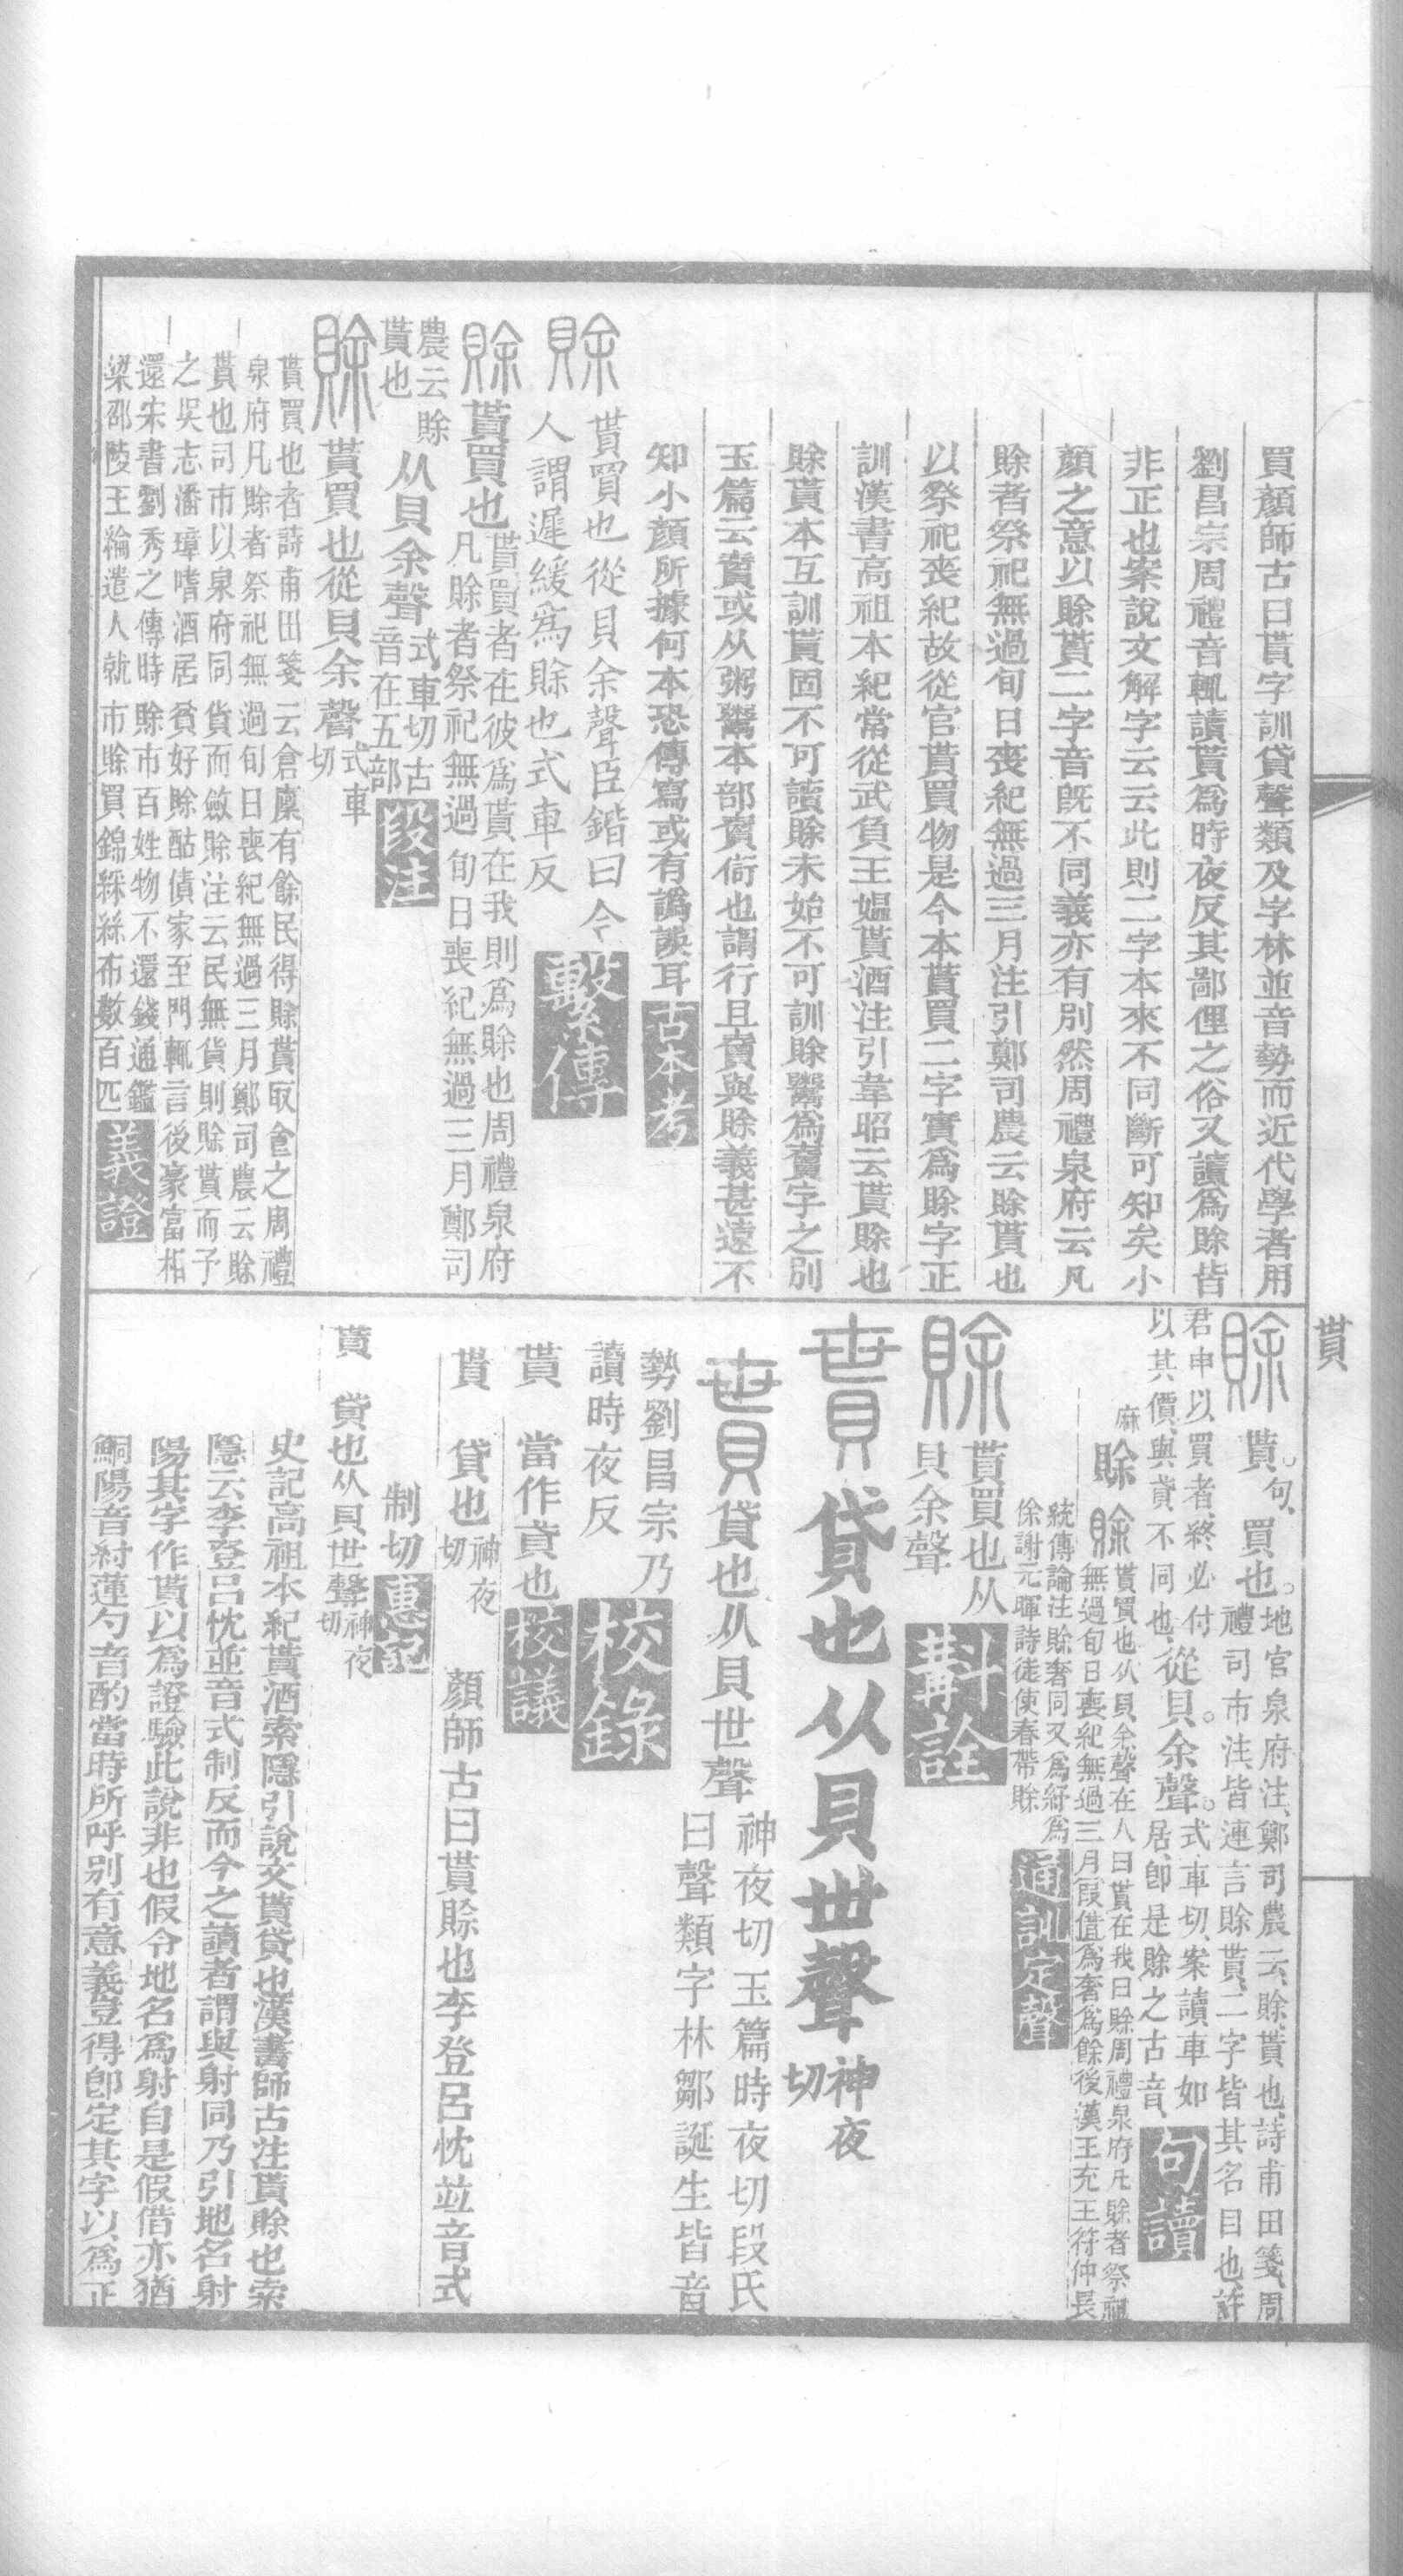 買顏師古曰貰字訓貸聲類及字林並音勢而近代學者用
劉昌宗周禮音輒讀貰爲時夜反其鄙俚之俗又讀爲賒皆
非正也案說文解字云云此則二字本來不同斷可知矣小
顏之意以賒貰二字音既不同義亦有別然周禮泉府云凡
賒者祭祀無過旬日喪紀無過三月注引鄭司農云賒貰也
以祭祀喪紀故從官貰買物是今本貰買二字實爲賒字正
訓漢書高祖本紀常從武負王媼貰酒注引韋昭云貰賒也
賒貰本互訓貰固不可讀賒未始不可訓賒鬻爲賣字之別
玉篇云賣或从粥鬻本部賣衒也謂行且賣與賒義甚遠不
知小顏所據何本恐傳寫或有譌誤耳古本考
賒 貰買也從貝余聲臣鍇曰今
人謂遲緩爲賒也式車反 繫傳
賒貰買也貰買者在彼爲貰在我則爲賒也周禮泉府
凡賒者祭祀無過旬日喪紀無過三月鄭司
農云賒
貰也 从貝余聲式車切古
音在五部 段注
賒貰買也從貝余聲式車
切
貰買也者詩甫田箋云倉廩有餘民得賒貰取食之周禮
泉府凡賒者祭祀無過旬日喪紀無過三月鄭司農云賒
貰也司市以泉府同貨而斂賒注云民無貨則賒貰而予
之吳志潘璋嗜酒居貧好賒酤債家至門輒言後豪富相
還宋書劉秀之傳時賒市百姓物不還錢通鑑
梁邵陵王綸遣人就市賒買錦綵絲布數百匹 義證
貰
賒 貰句買也地官泉府注鄭司農云賒貰也詩甫田箋周
禮司市注皆連言賒貰二字皆其名目也許
君申以買者終必付
以其價與貣不同也從貝余聲式車切案讀車如
居卽是賒之古音 句讀
麻 賒 賒貰買也从貝余聲在人曰貰在我曰賒周禮泉府凡賒者祭祀
無過旬日喪紀無過三月叚借爲奢爲餘後漢王充王符仲長
統傳論注賒奢同又爲紓爲
徐謝元暉詩徒使春帶賒 通訓定聲
賒貰買也从
貝余聲 斠詮
貰貸也从貝世聲神夜
切
貰貸也从貝世聲神夜切玉篇時夜切段氏
曰聲類字林鄒誕生皆音
勢劉昌宗乃
讀時夜反 校錄
貰 當作貣也校議
貰 貸也神夜
切 顏師古曰貰賒也李登呂忱並音式
制切惠記
貰 貸也从貝世聲神夜
切
史記高祖本紀貰酒索隱引說文貰貸也漢書師古注貰賒也索
隱云李登呂忱並音式制反而今之讀者謂與射同乃引地名射
陽其字作貰以爲證驗此說非也假令地名爲射自是假借亦猶
鮦陽音紂蓮勺音酌當時所呼別有意義豈得卽定其字以爲正